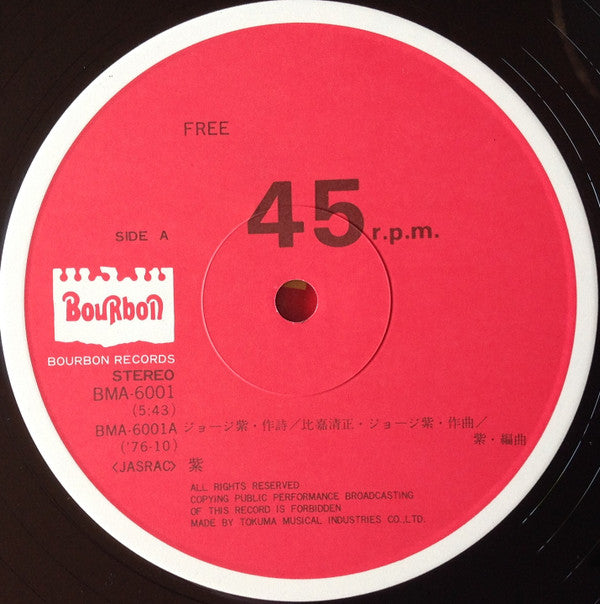 FREE
45 r.p.m.
SIDE A
BouRbon
BOURBON RECORDS
STEREO
BMA-6001
(5:43)
BMA-6001A ジョージ紫・作詩／比嘉清正・ジョージ紫・作曲／
('76-10) 紫・編曲
〈JASRAC〉 紫
ALL RIGHTS RESERVED
COPYING PUBLIC PERFORMANCE BROADCASTING
OF THIS RECORD IS FORBIDDEN
MADE BY TOKUMA MUSICAL INDUSTRIES CO.,LTD.